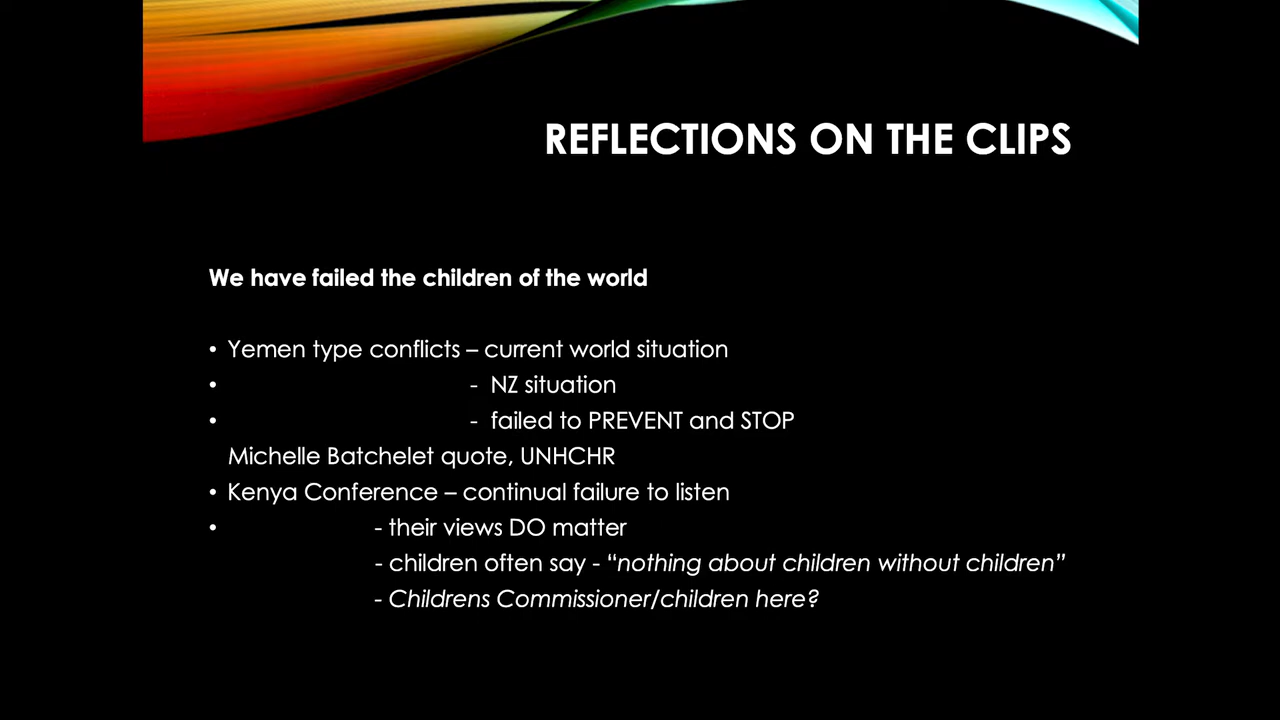 REFLECTIONS ON THE CLIPS
We have failed the children of the world
• Yemen type conflicts – current world situation
• - NZ situation
• - failed to PREVENT and STOP
Michelle Batchelet quote, UNHCHR
• Kenya Conference – continual failure to listen
• - their views DO matter
- children often say - “nothing about children without children”
- Childrens Commissioner/children here?